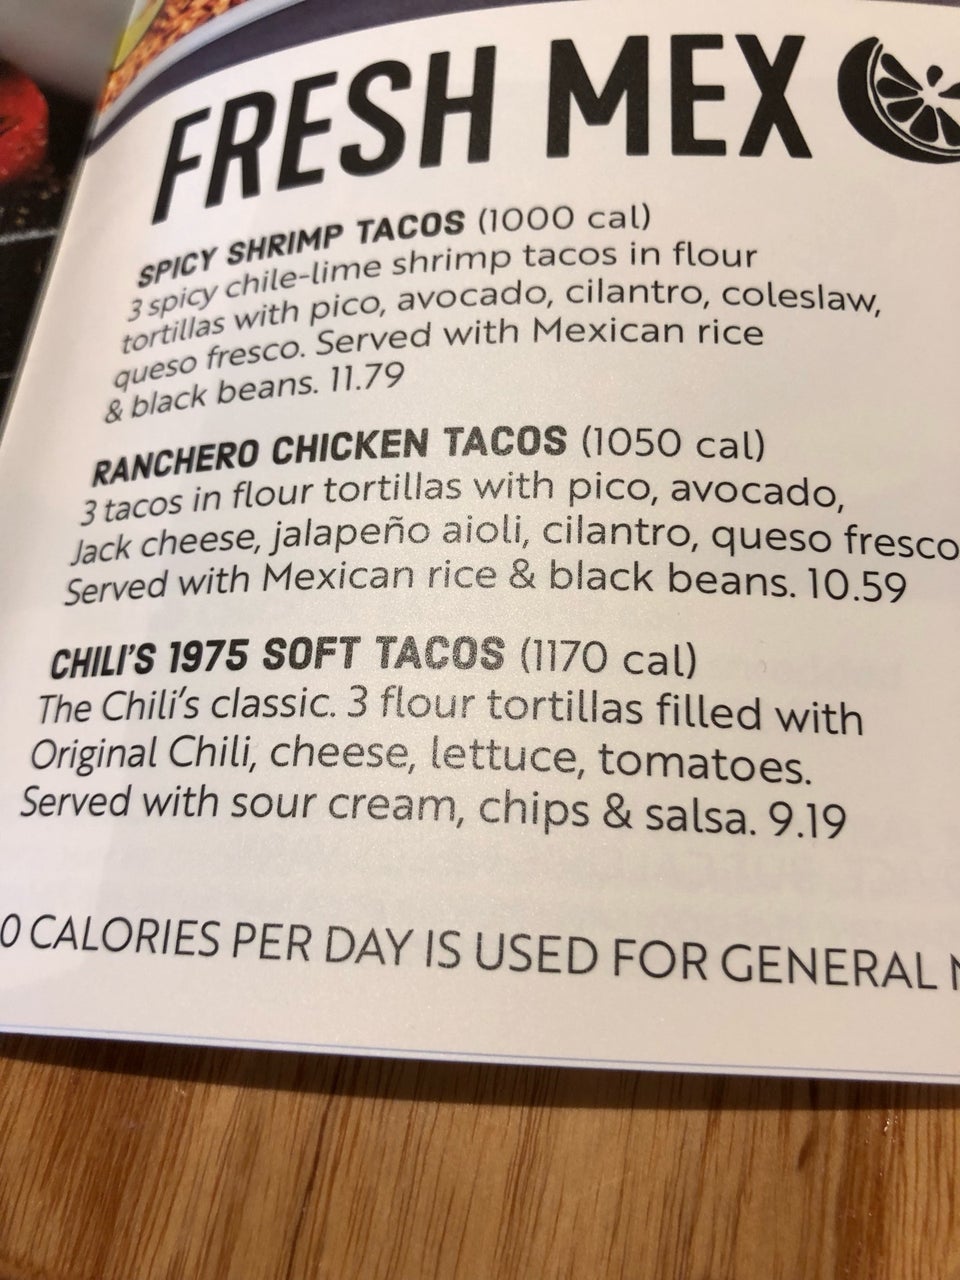 FRESH MEX
SPICY SHRIMP TACOS (1000 cal)
3 spicy chile-lime shrimp tacos in flour
tortillas with pico, avocado, cilantro, coleslaw,
queso fresco. Served with Mexican rice
& black beans. 11.79
RANCHERO CHICKEN TACOS (1050 cal)
3 tacos in flour tortillas with pico, avocado,
Jack cheese, jalapeño aioli, cilantro, queso fresco
Served with Mexican rice & black beans. 10.59
CHILI'S 1975 SOFT TACOS (1170 cal)
The Chili's classic. 3 flour tortillas filled with
Original Chili, cheese, lettuce, tomatoes.
Served with sour cream, chips & salsa. 9.19
0 CALORIES PER DAY IS USED FOR GENERAL